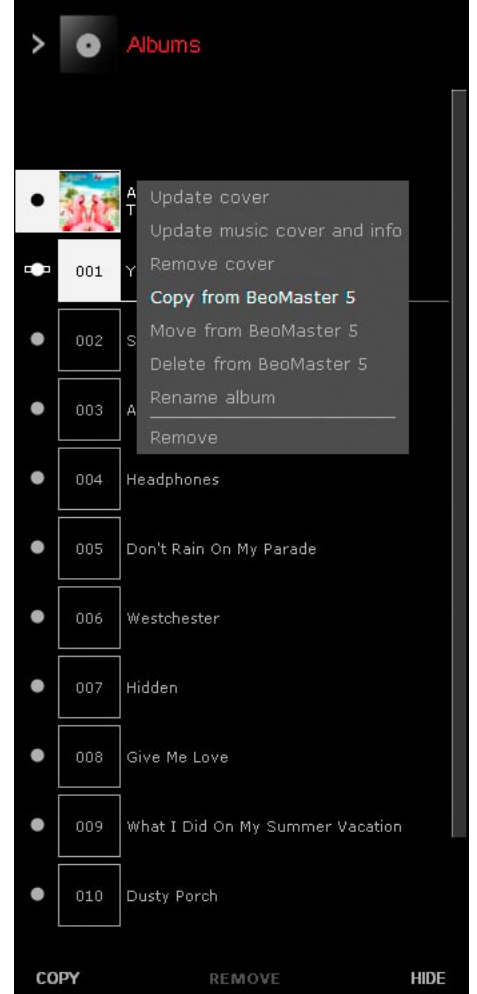 > Albums
A
T
Update cover
Update music cover and info
001 Y
Remove cover
Copy from BeoMaster 5
002 S
Move from BeoMaster 5
Delete from BeoMaster 5
003 A
Rename album
Remove
004 Headphones
005 Don't Rain On My Parade
006 Westchester
007 Hidden
008 Give Me Love
009 What I Did On My Summer Vacation
010 Dusty Porch
COPY REMOVE HIDE